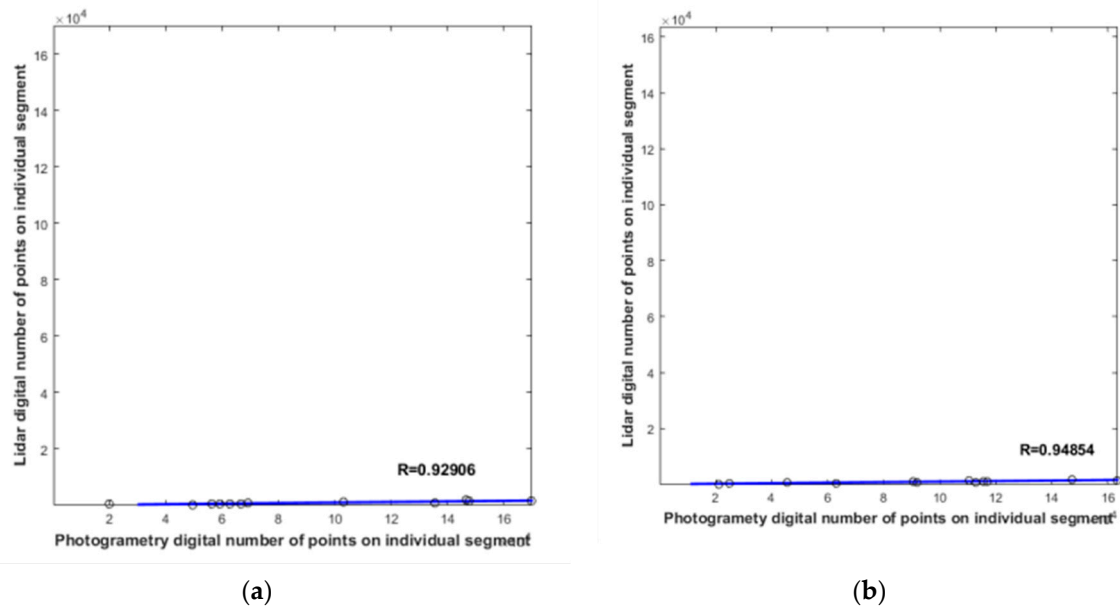 ×10⁴
16
14
12
10
8
6
4
2
Lidar digital number of points on individual segment
R=0.92906
2 4 6 8 10 12 14 16
Photogrametry digital number of points on individual segment
(a)
×10⁴
16
14
12
10
8
6
4
2
Lidar digital number of points on individual segment
R=0.94854
2 4 6 8 10 12 14 16
Photogramety digital number of points on individual segment
(b)